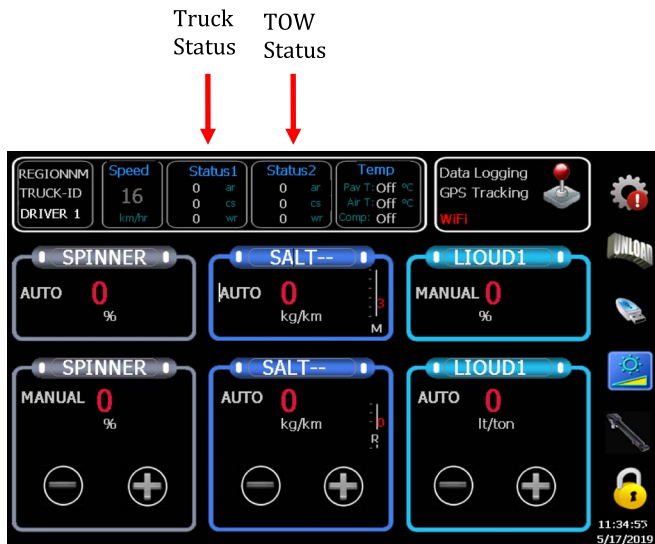 Truck
Status
TOW
Status
REGIONNM
TRUCK-ID
DRIVER 1
Speed
16
km/hr
Status1
0 ar
0 cs
0 wr
Status2
0 ar
0 cs
0 wr
Temp
Pav T: Off ºC
Air T: Off ºC
Comp: Off
Data Logging
GPS Tracking
WiFi
UNLOAD
SPINNER
AUTO 0
%
SALT--
AUTO 0
kg/km
3
M
LIOUD1
MANUAL 0
%
SPINNER
MANUAL 0
%
SALT--
AUTO 0
kg/km
0
R
LIOUD1
AUTO 0
lt/ton
11:34:55
5/17/2019